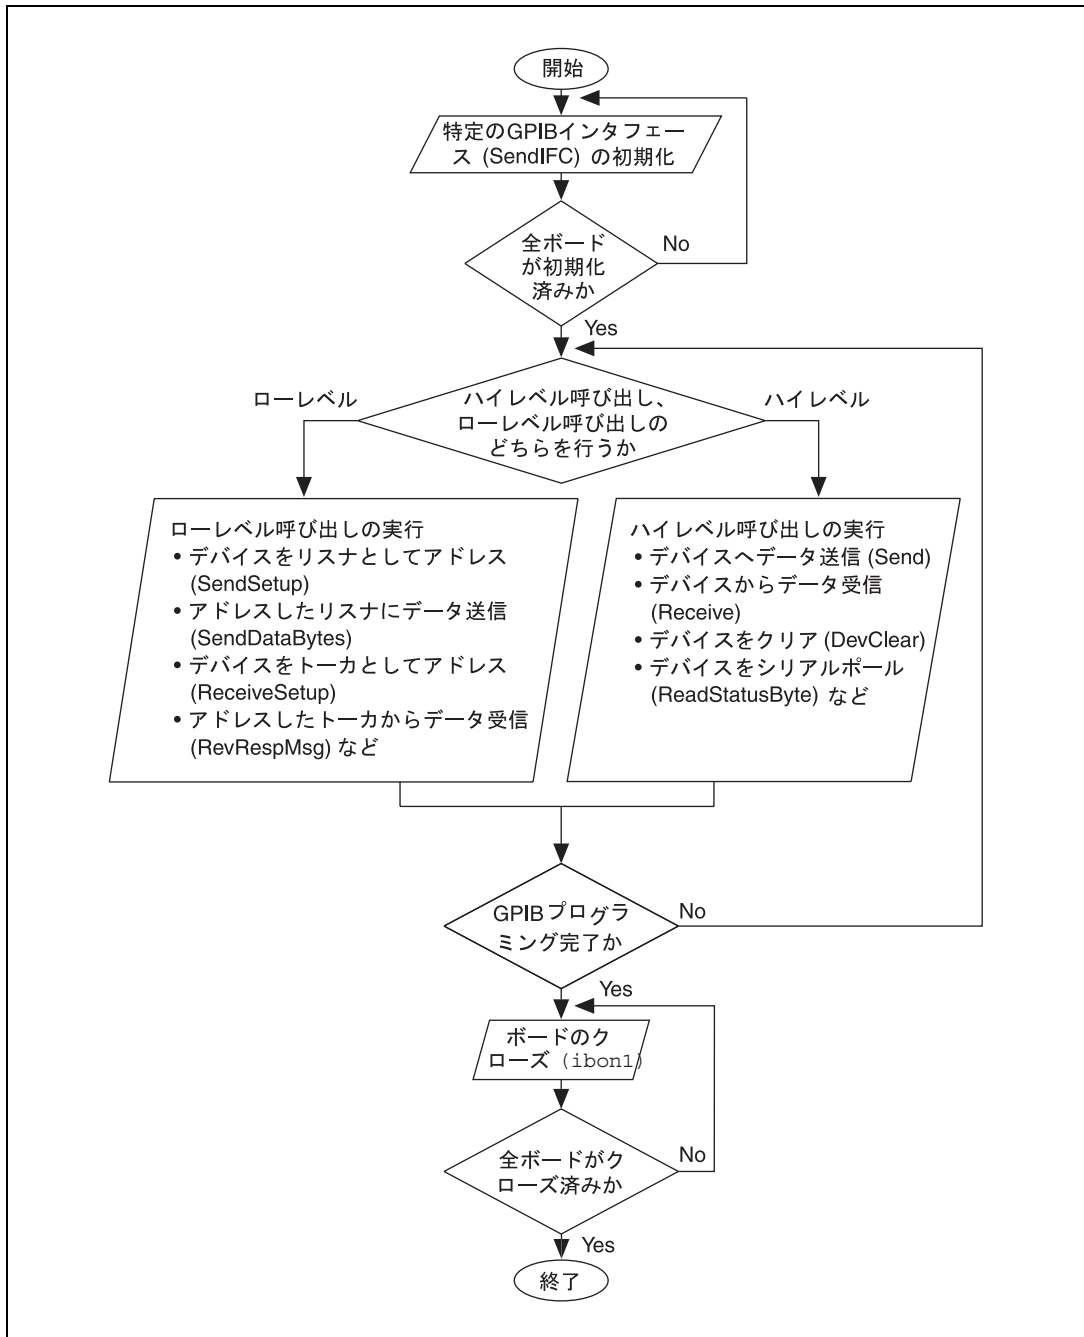 開始
特定のGPIBインタフェー
ス (SendIFC) の初期化
全ボード
が初期化
済みか
No
Yes
ローレベル
ハイレベル呼び出し、
ローレベル呼び出しの
どちらを行うか
ハイレベル
ローレベル呼び出しの実行
• デバイスをリスナとしてアドレス
(SendSetup)
• アドレスしたリスナにデータ送信
(SendDataBytes)
• デバイスをトーカとしてアドレス
(ReceiveSetup)
• アドレスしたトーカからデータ受信
(RevRespMsg) など
ハイレベル呼び出しの実行
• デバイスへデータ送信 (Send)
• デバイスからデータ受信
(Receive)
• デバイスをクリア (DevClear)
• デバイスをシリアルポール
(ReadStatusByte) など
GPIBプログラ
ミング完了か
No
Yes
ボードのク
ローズ (ibon1)
全ボードがク
ローズ済みか
No
Yes
終了